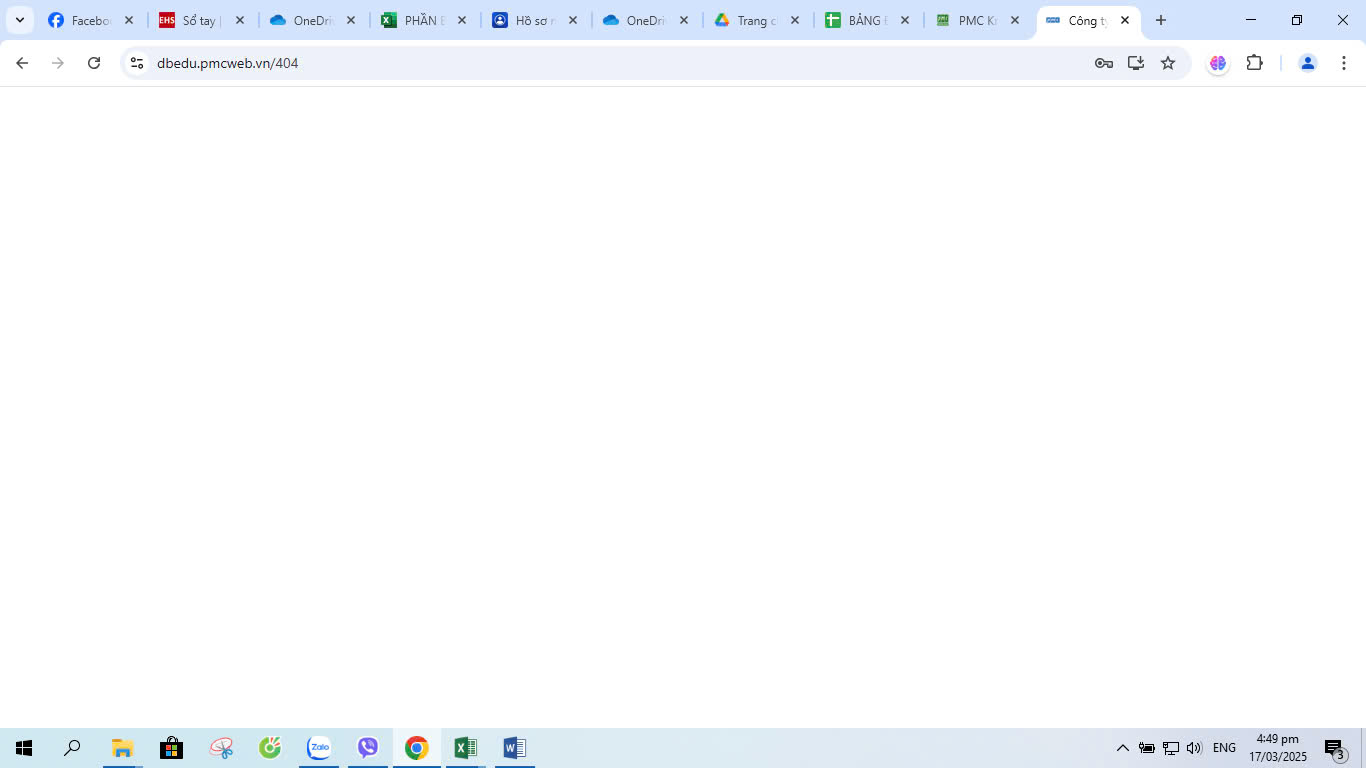 Facebo
EHS
Sổ tay
OneDri
PHẦN
Hồ sơ
OneDri
Trang c
BẢNG
PMC
Công ty
dbedu.pmcweb.vn/404
Zalo
ENG
4:49 pm
17/03/2025
3